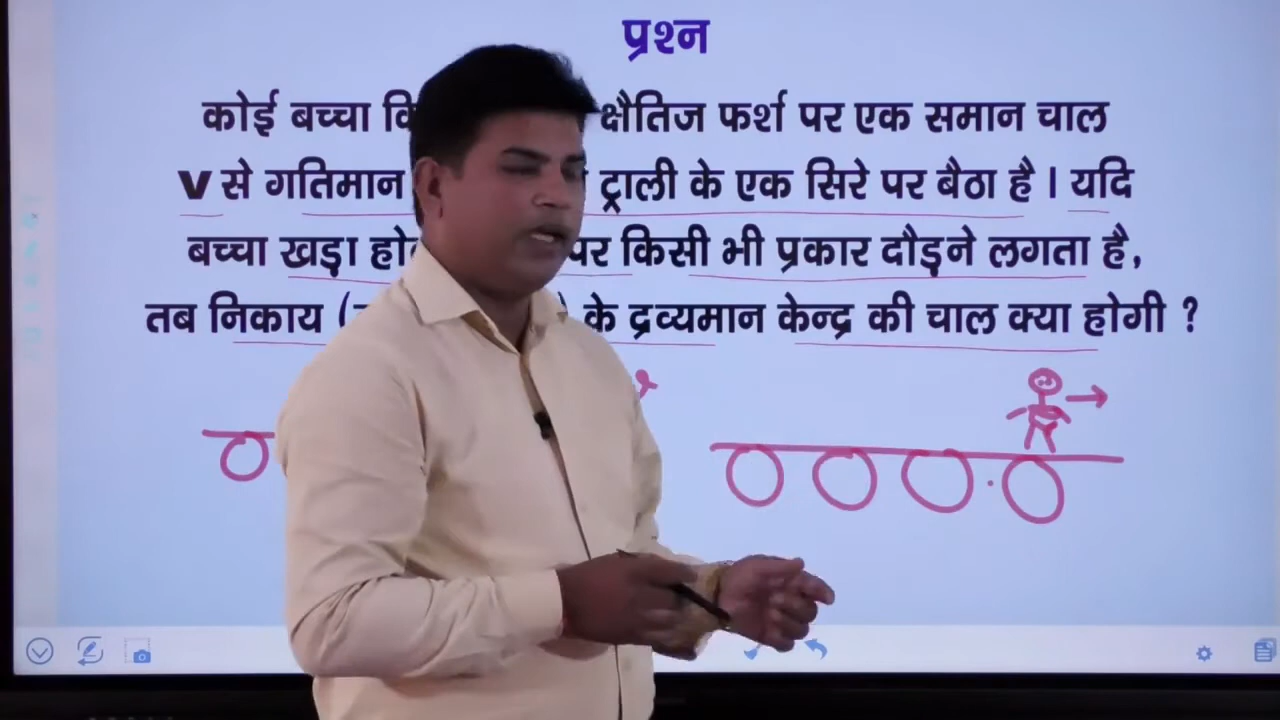 प्रश्न
कोई बच्चा क्षैतिज फर्श पर एक समान चाल
v से गतिमान ट्राली के एक सिरे पर बैठा है । यदि
बच्चा खड़ा पर किसी भी प्रकार दौड़ने लगता है,
तब निकाय ( ) के द्रव्यमान केन्द्र की चाल क्या होगी ?